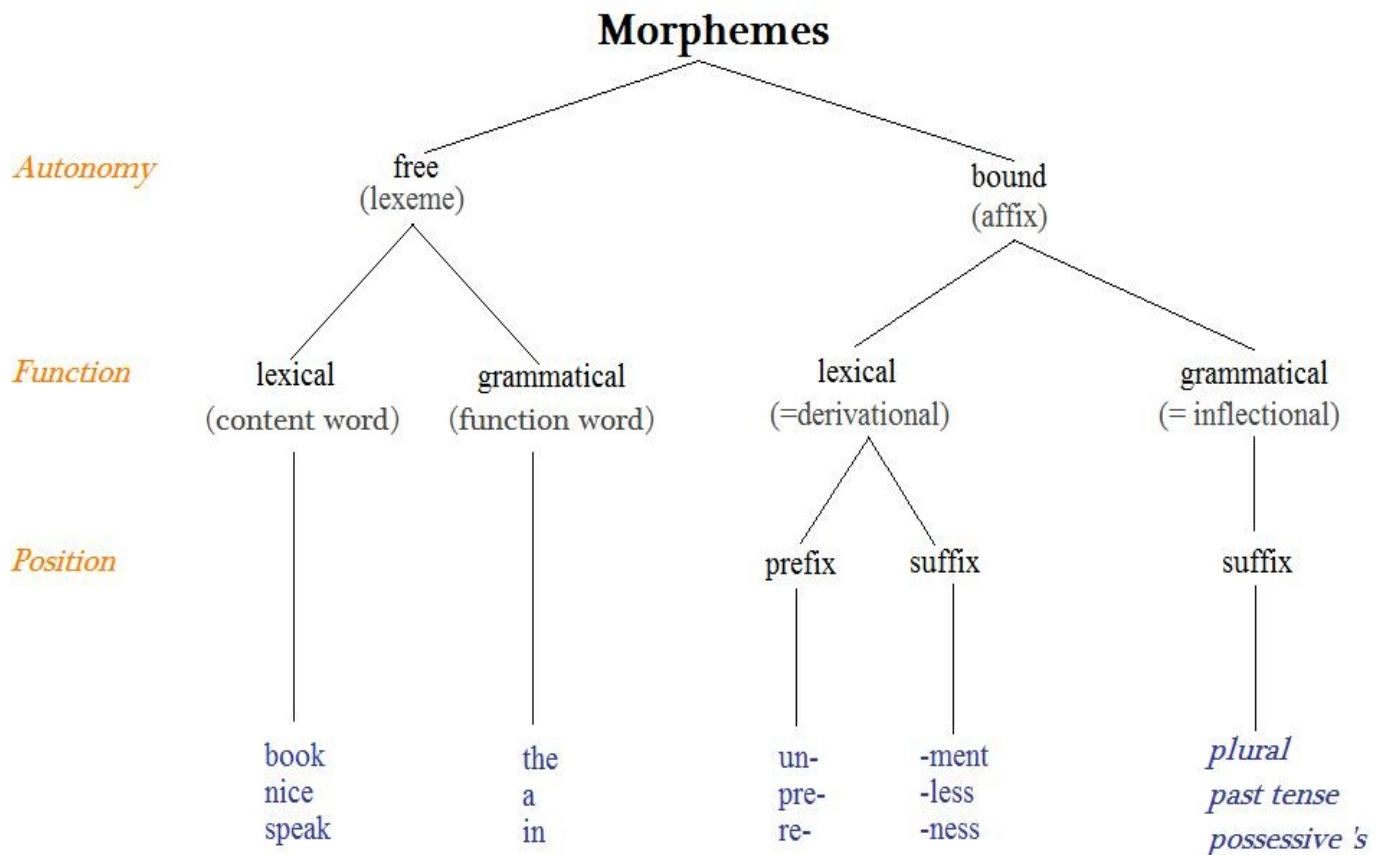 Morphemes
Autonomy
free
(lexeme)
bound
(affix)
Function
lexical
(content word)
grammatical
(function word)
lexical
(=derivational)
grammatical
(= inflectional)
Position
prefix
suffix
suffix
book
nice
speak
the
a
in
un-
pre-
re-
-ment
-less
-ness
plural
past tense
possessive 's